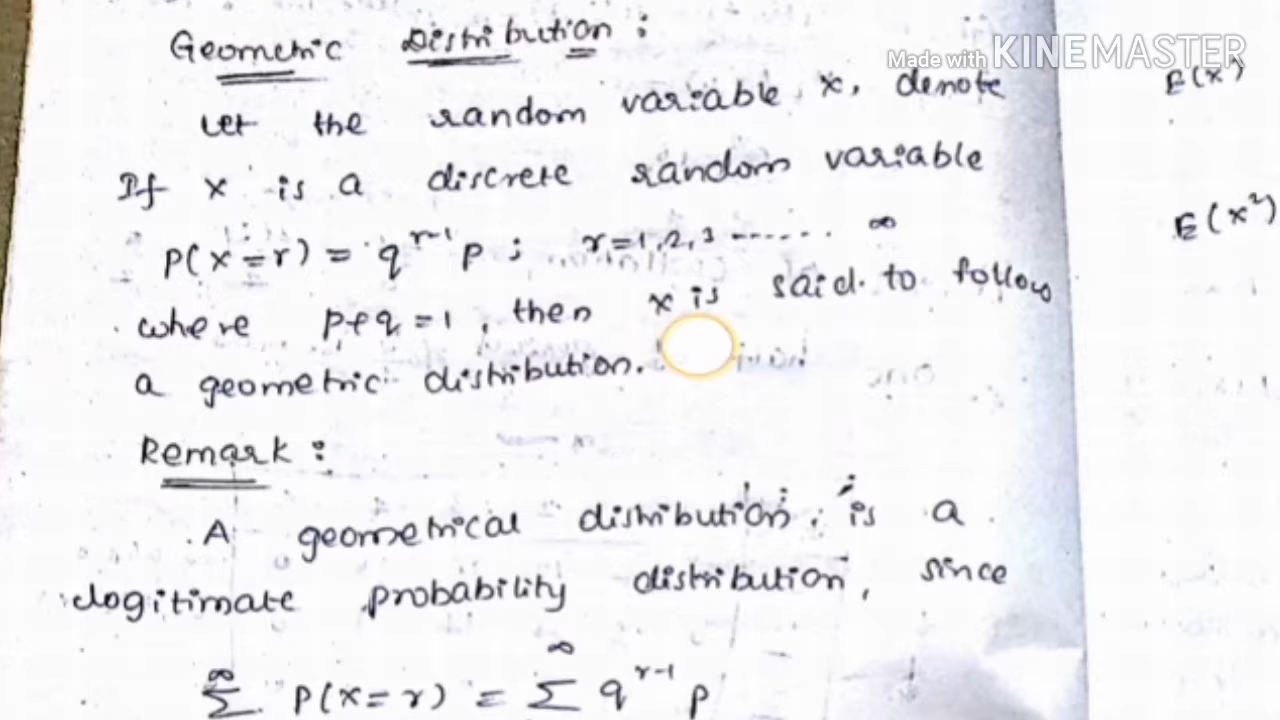 Geometric Distribution :
Made with KINEMASTER
Let the random variable x, denote
E(x)
If x is a discrete random variable
P(x=r) = q^{r-1} p ; r=1,2,3 ...... ∞
E(x²)
where p+q=1, then x is said to follow
a geometric distribution.
Remark :
A geometrical distribution, is a
logitimate probability distribution, since
∞ ∞
∑ P(x=r) = ∑ q^{r-1} p